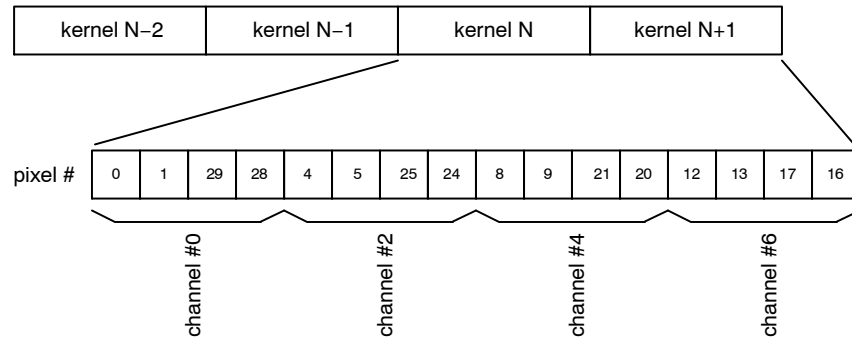 kernel N−2 kernel N−1 kernel N kernel N+1
pixel # 0 1 29 28 4 5 25 24 8 9 21 20 12 13 17 16
channel #0
channel #2
channel #4
channel #6